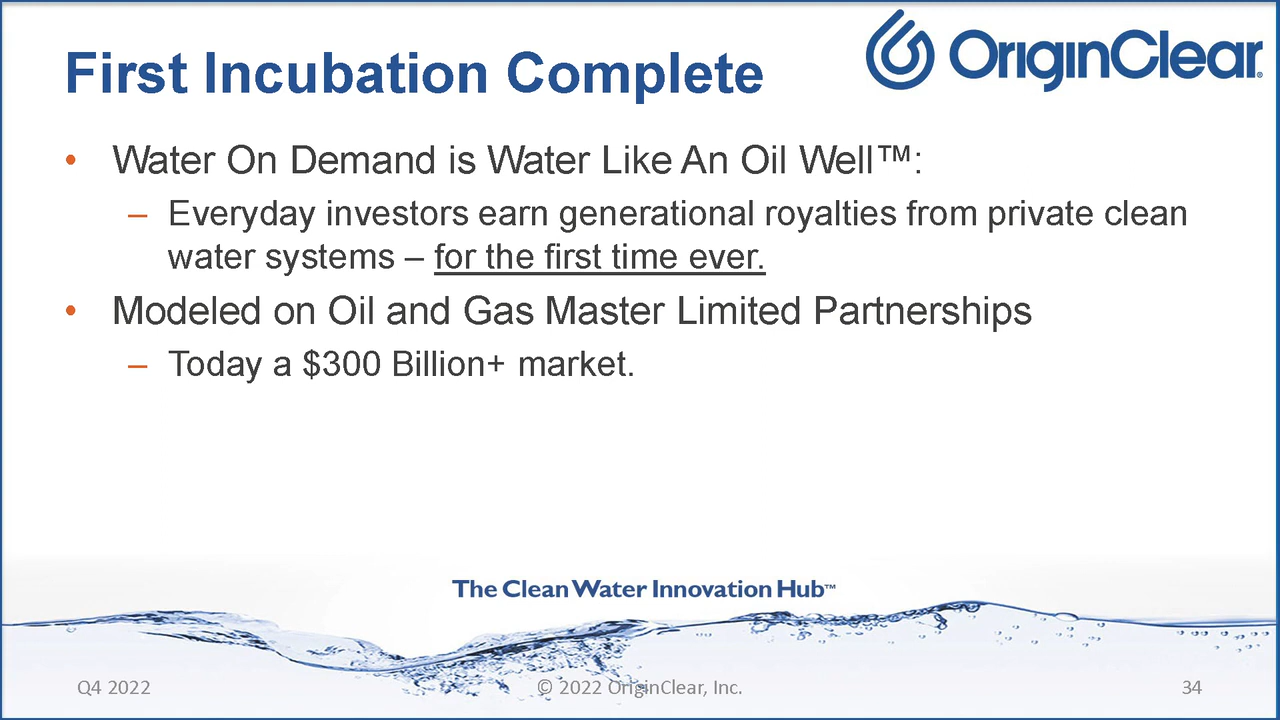 First Incubation Complete
OriginClear®
• Water On Demand is Water Like An Oil Well™:
– Everyday investors earn generational royalties from private clean
water systems – for the first time ever.
• Modeled on Oil and Gas Master Limited Partnerships
– Today a $300 Billion+ market.
The Clean Water Innovation Hub™
Q4 2022
© 2022 OriginClear, Inc.
34